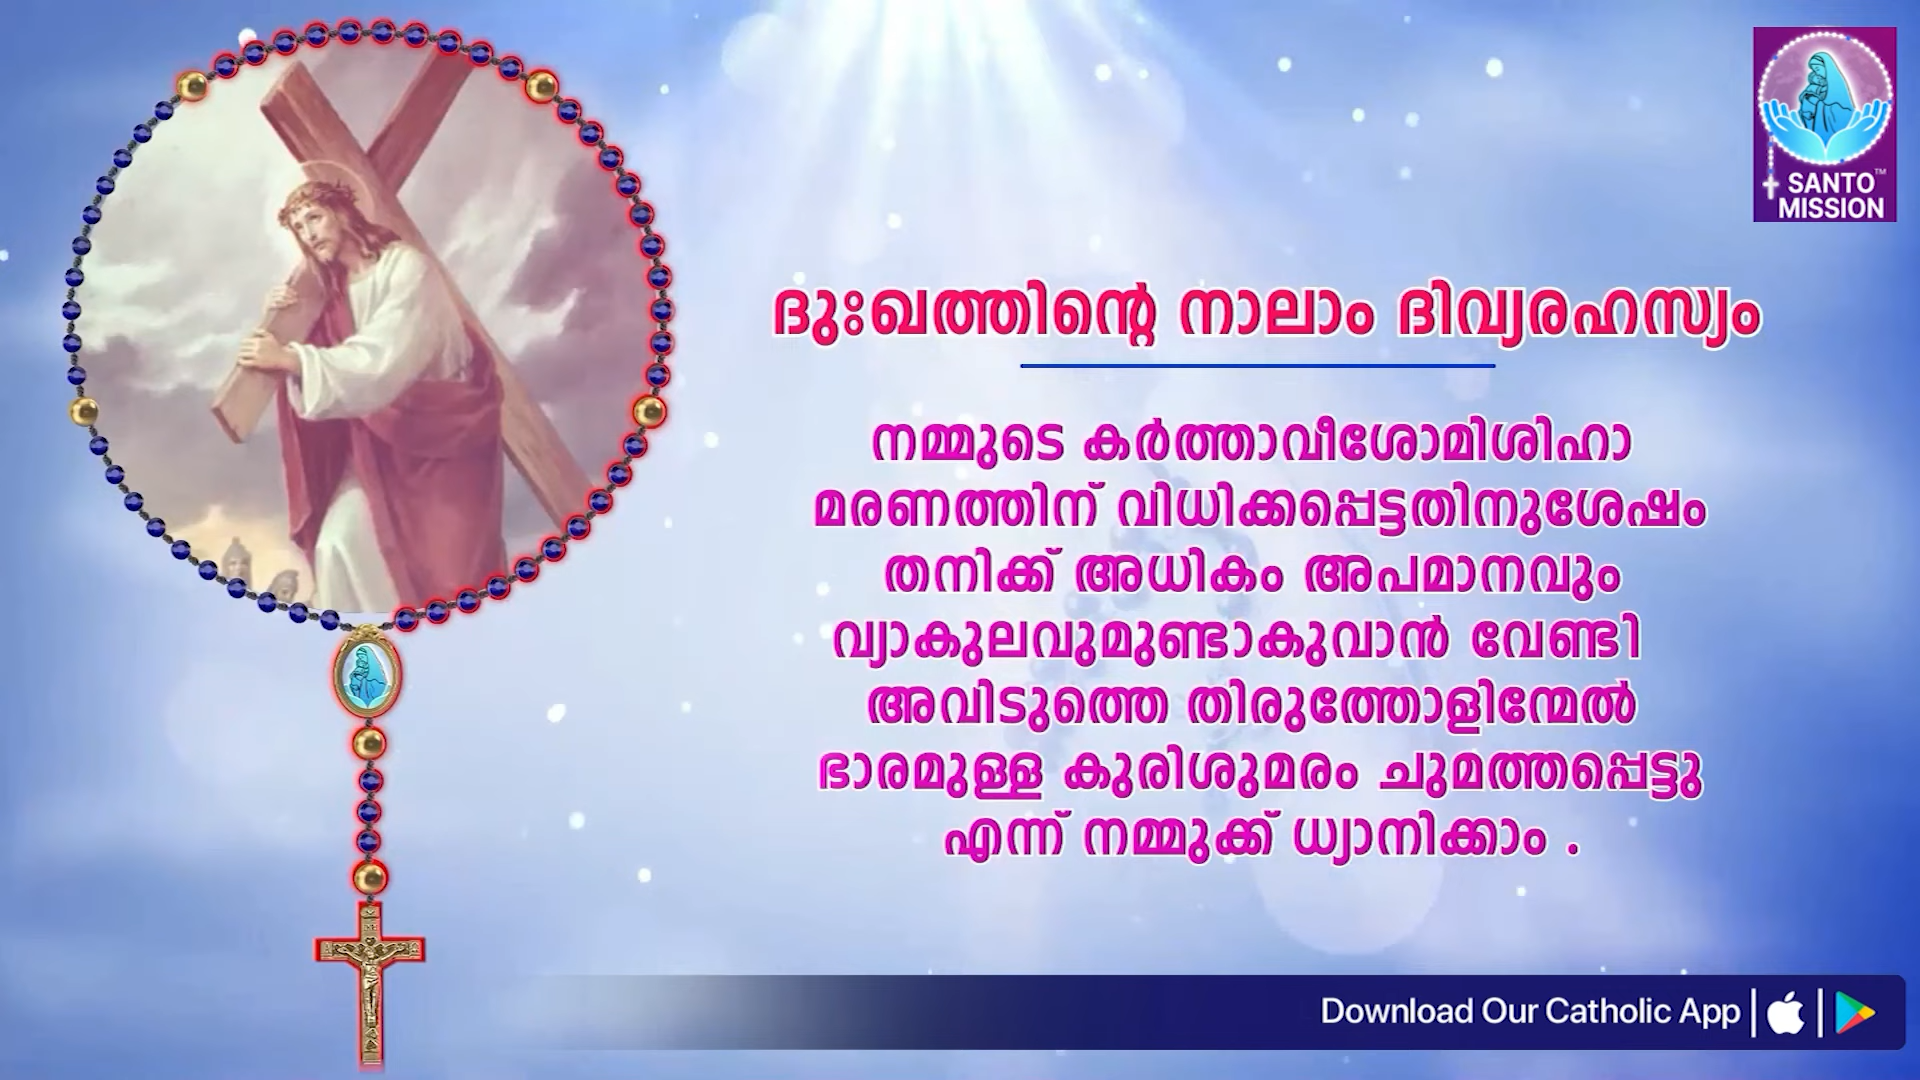 SANTO™
MISSION
ദുഃഖത്തിന്റെ നാലാം ദിവ്യരഹസ്യം
നമ്മുടെ കർത്താവീശോമിശിഹാ
മരണത്തിന് വിധിക്കപ്പെട്ടതിനുശേഷം
തനിക്ക് അധികം അപമാനവും
വ്യാകുലവുമുണ്ടാകുവാൻ വേണ്ടി
അവിടുത്തെ തിരുത്തോളിന്മേൽ
ഭാരമുള്ള കുരിശുമരം ചുമത്തപ്പെട്ടു
എന്ന് നമ്മുക്ക് ധ്യാനിക്കാം .
Download Our Catholic App